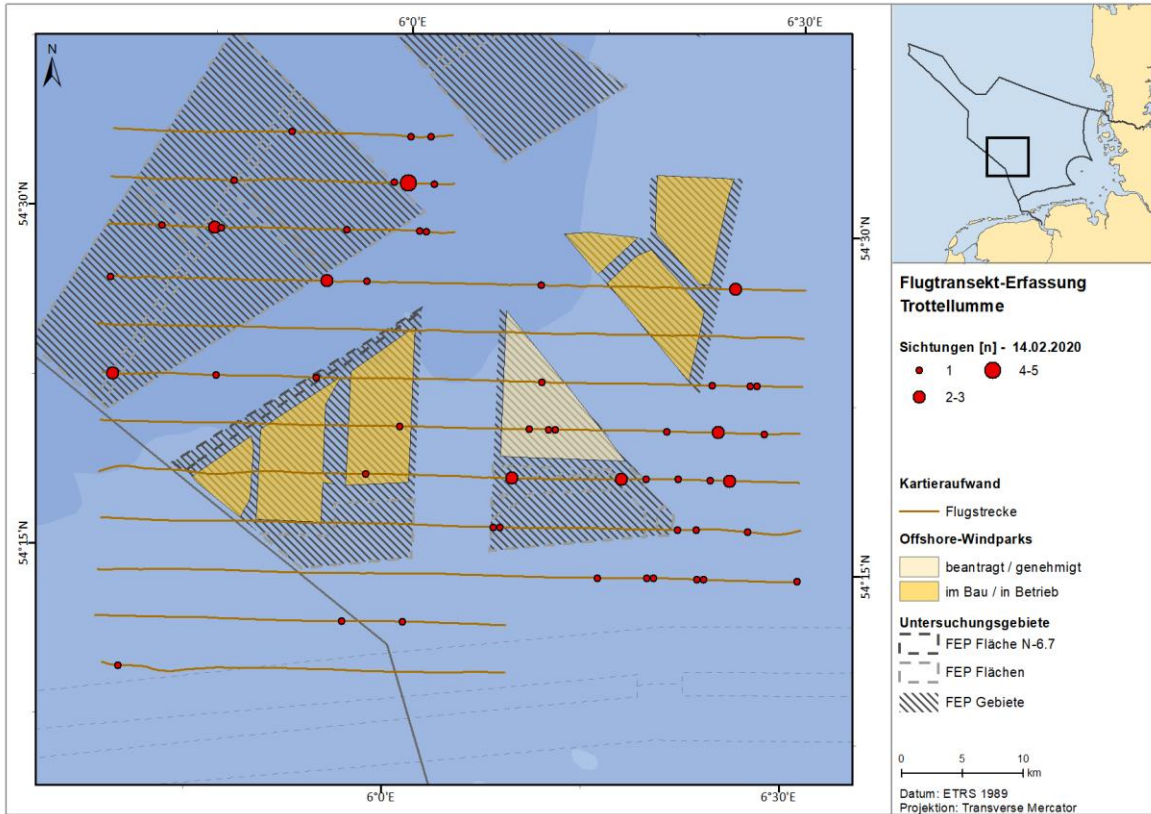 6°0'E
6°30'E
N
54°30'N
54°30'N
54°15'N
54°15'N
6°0'E
6°30'E
Flugtransekt-Erfassung
Trottellumme
Sichtungen [n] - 14.02.2020
1
4-5
2-3
Kartieraufwand
Flugstrecke
Offshore-Windparks
beantragt / genehmigt
im Bau / in Betrieb
Untersuchungsgebiete
FEP Fläche N-6.7
FEP Flächen
FEP Gebiete
0 5 10
km
Datum: ETRS 1989
Projektion: Transverse Mercator